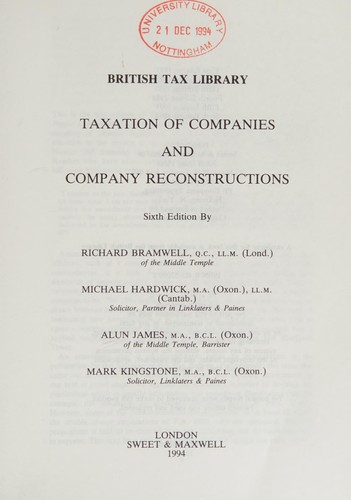 UNIVERSITY LIBRARY
21 DEC 1994
NOTTINGHAM
BRITISH TAX LIBRARY
TAXATION OF COMPANIES
AND
COMPANY RECONSTRUCTIONS
Sixth Edition By
RICHARD BRAMWELL, Q.C., LL.M. (Lond.)
of the Middle Temple
MICHAEL HARDWICK, M.A. (Oxon.), LL.M.
(Cantab.)
Solicitor, Partner in Linklaters & Paines
ALUN JAMES, M.A., B.C.L. (Oxon.)
of the Middle Temple, Barrister
MARK KINGSTONE, M.A., B.C.L. (Oxon.)
Solicitor, Linklaters & Paines
LONDON
SWEET & MAXWELL
1994